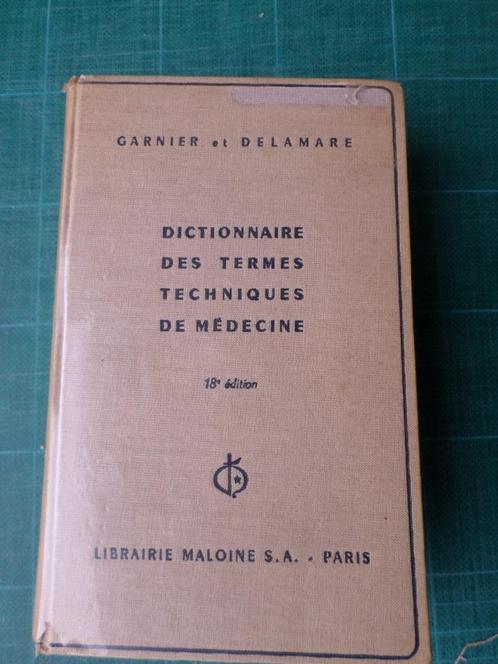 GARNIER et DELAMARE
DICTIONNAIRE
DES TERMES
TECHNIQUES
DE MÉDECINE
18e édition
LIBRAIRIE MALOINE S.A. - PARIS